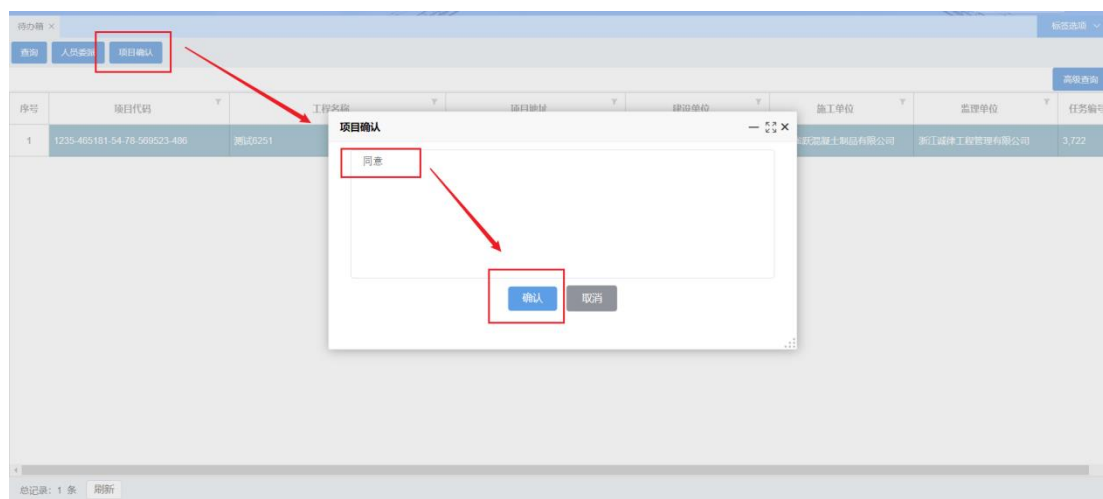 待办箱 ×
标签选项
查询 人员委派 项目确认
高级查询
序号 项目代码 工程名称 项目地址 建设单位 施工单位 监理单位 任务编号
1 1235-465181-54-78-569523-486 测试6251 跃混凝土制品有限公司 浙江诚律工程管理有限公司 3,722
项目确认
同意
确认 取消
总记录: 1 条 刷新